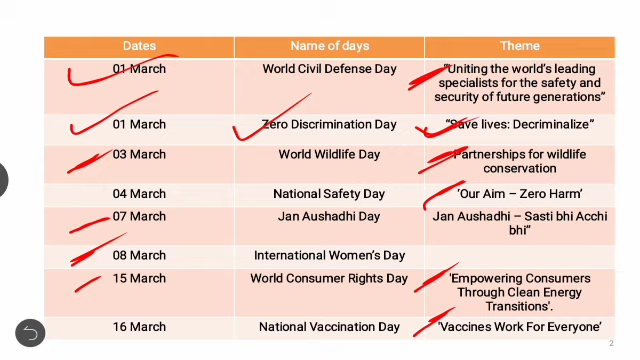 Dates Name of days Theme
01 March World Civil Defense Day "Uniting the world's leading
specialists for the safety and
security of future generations"
01 March Zero Discrimination Day "Save lives: Decriminalize"
03 March World Wildlife Day Partnerships for wildlife
conservation
04 March National Safety Day 'Our Aim – Zero Harm'
07 March Jan Aushadhi Day Jan Aushadhi – Sasti bhi Acchi
bhi"
08 March International Women's Day
15 March World Consumer Rights Day 'Empowering Consumers
Through Clean Energy
Transitions'.
16 March National Vaccination Day 'Vaccines Work For Everyone'
2